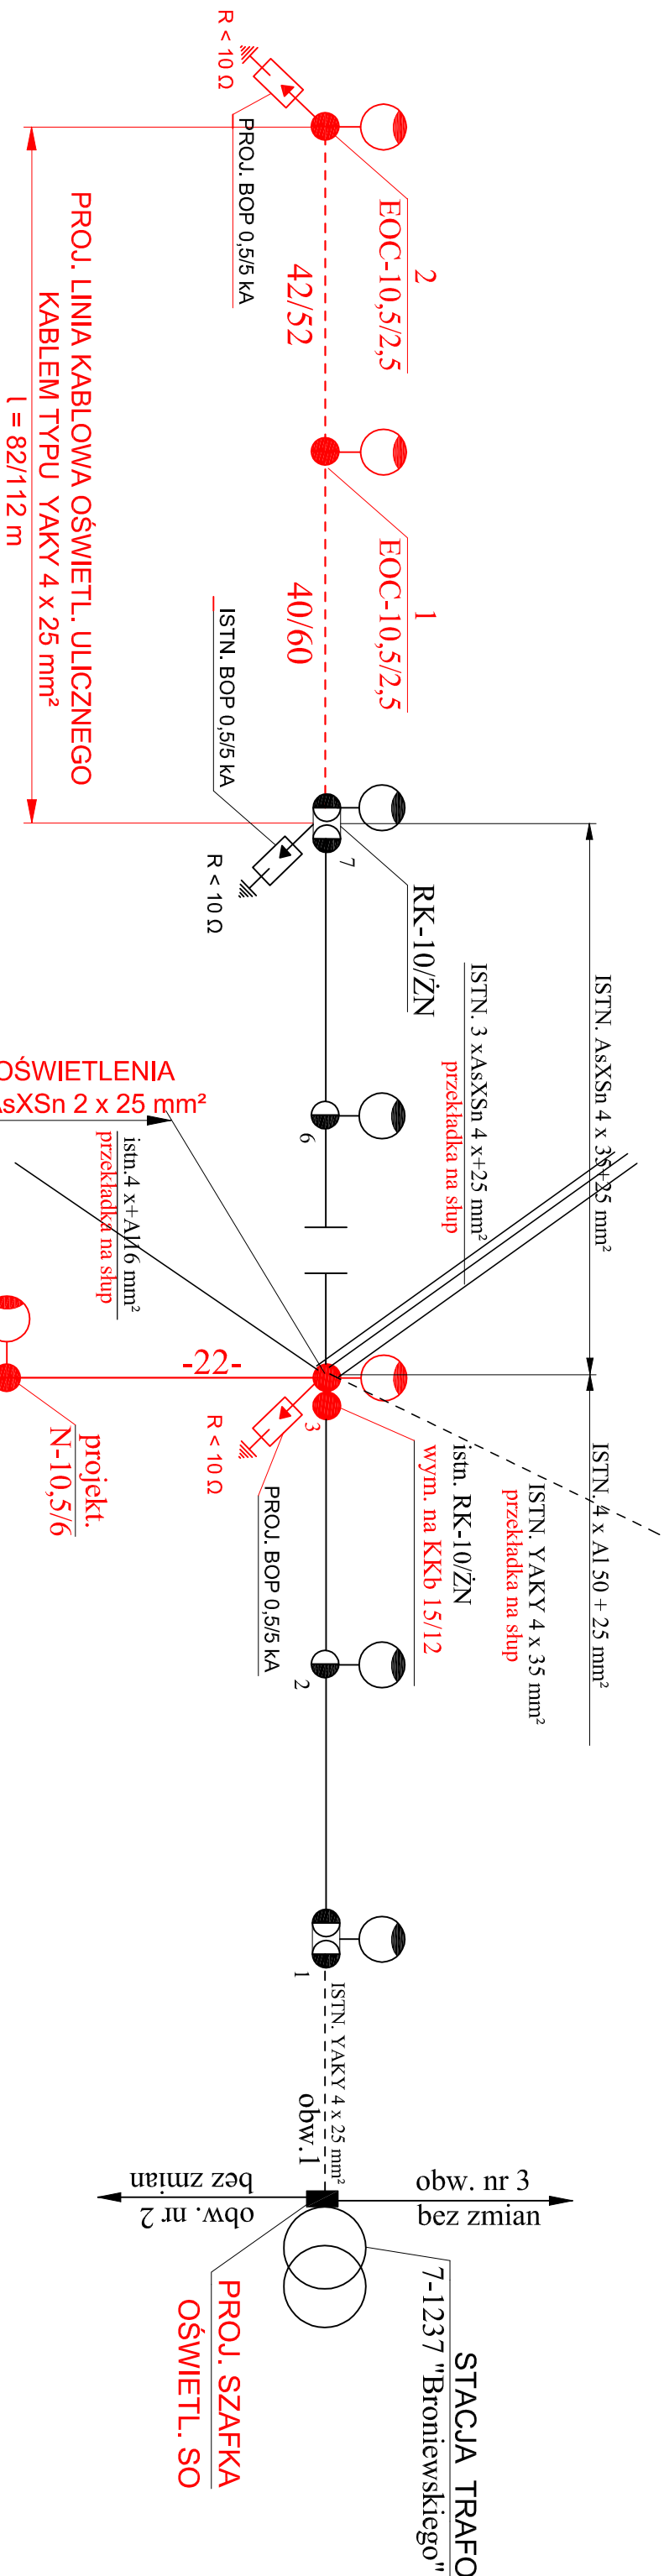 R < 10 Ω
PROJ. BOP 0,5/5 kA
2
EOC-10,5/2,5
42/52
PROJ. LINIA KABLOWA OŚWIETL. ULICZNEGO
KABLEM TYPU YAKY 4 x 25 mm²
l = 82/112 m
1
EOC-10,5/2,5
40/60
ISTN. BOP 0,5/5 kA
R < 10 Ω
7
RK-10/ŻN
ISTN. AsXSn 4 x 35+25 mm²
ISTN. 3 xAsXSn 4 x+25 mm²
przekładka na słup
6
OŚWIETLENIA
AsXSn 2 x 25 mm²
istn.4 x+Al16 mm²
przekładka na słup
-22-
projekt.
N-10,5/6
R < 10 Ω
3
PROJ. BOP 0,5/5 kA
istn. RK-10/ŻN
wym. na KKb 15/12
ISTN. 4 x Al 50 + 25 mm²
ISTN. YAKY 4 x 35 mm²
przekładka na słup
2
1
ISTN. YAKY 4 x 25 mm²
obw.1
obw. nr 2
bez zmian
obw. nr 3
bez zmian
STACJA TRAFO
7-1237 "Broniewskiego"
PROJ. SZAFKA
OŚWIETL. SO